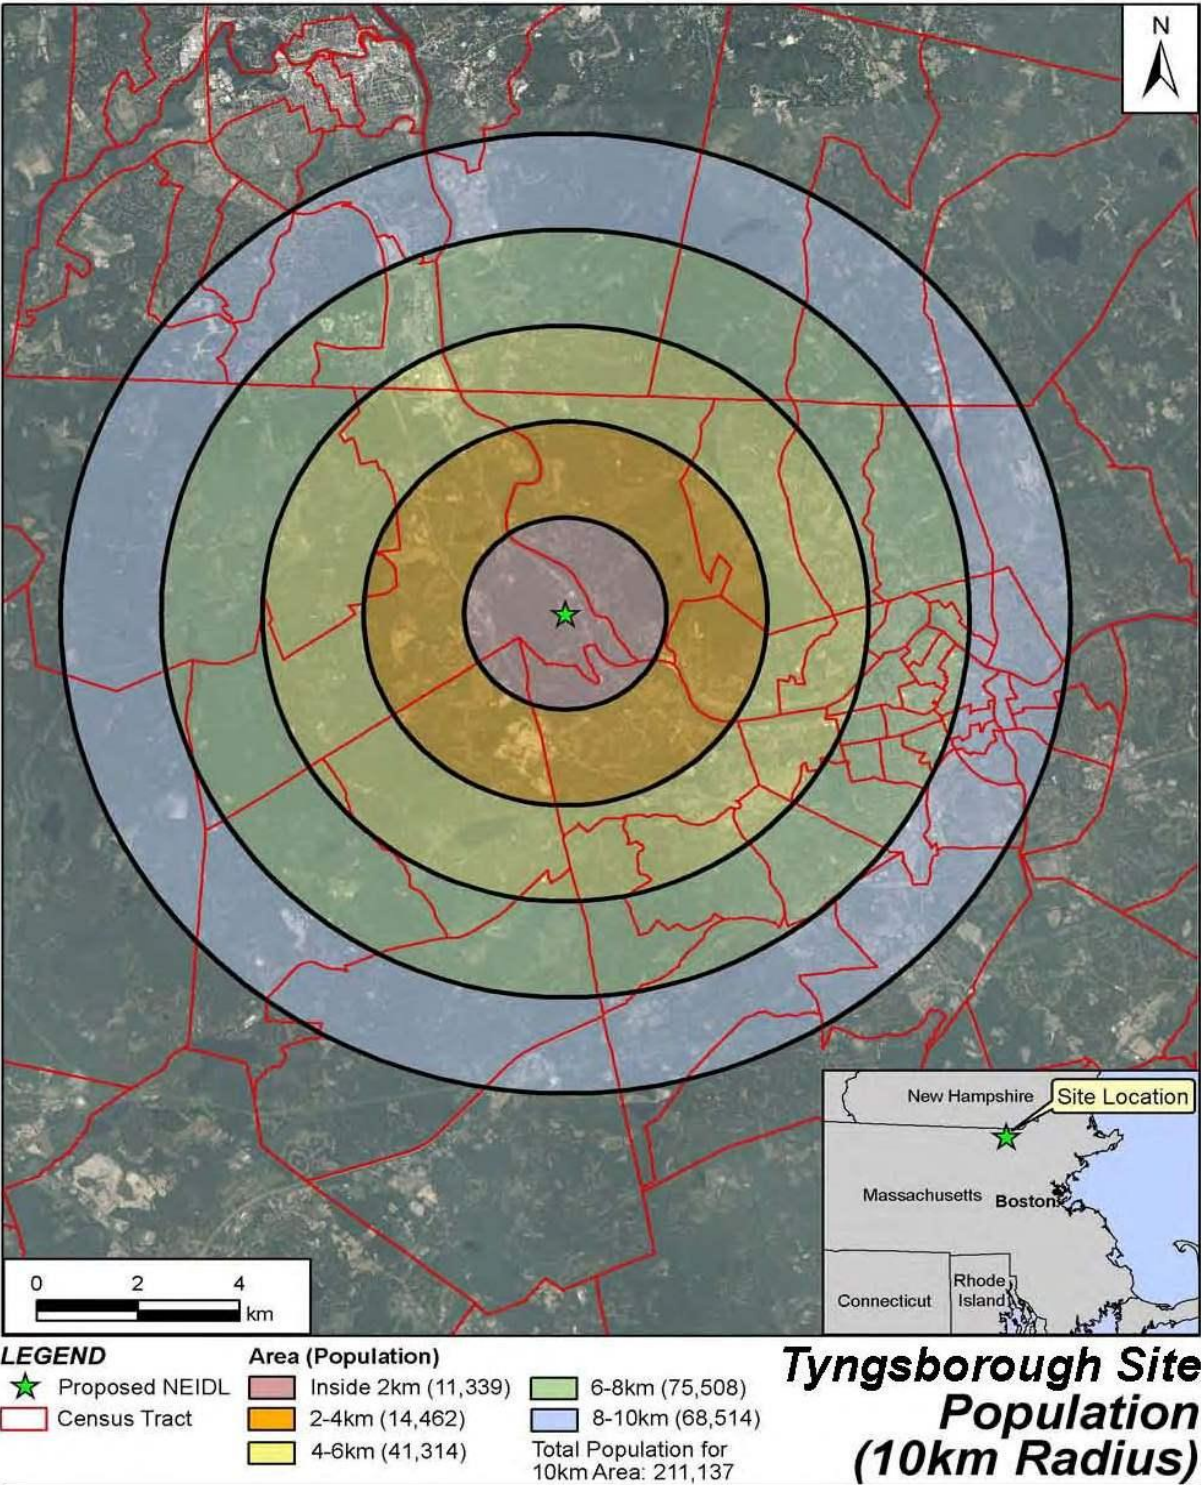 N
New Hampshire
Site Location
Massachusetts
Boston
Connecticut
Rhode
Island
0 2 4
km
LEGEND
Proposed NEIDL
Census Tract
Area (Population)
Inside 2km (11,339)
2-4km (14,462)
4-6km (41,314)
6-8km (75,508)
8-10km (68,514)
Total Population for
10km Area: 211,137
Tyngsborough Site
Population
(10km Radius)